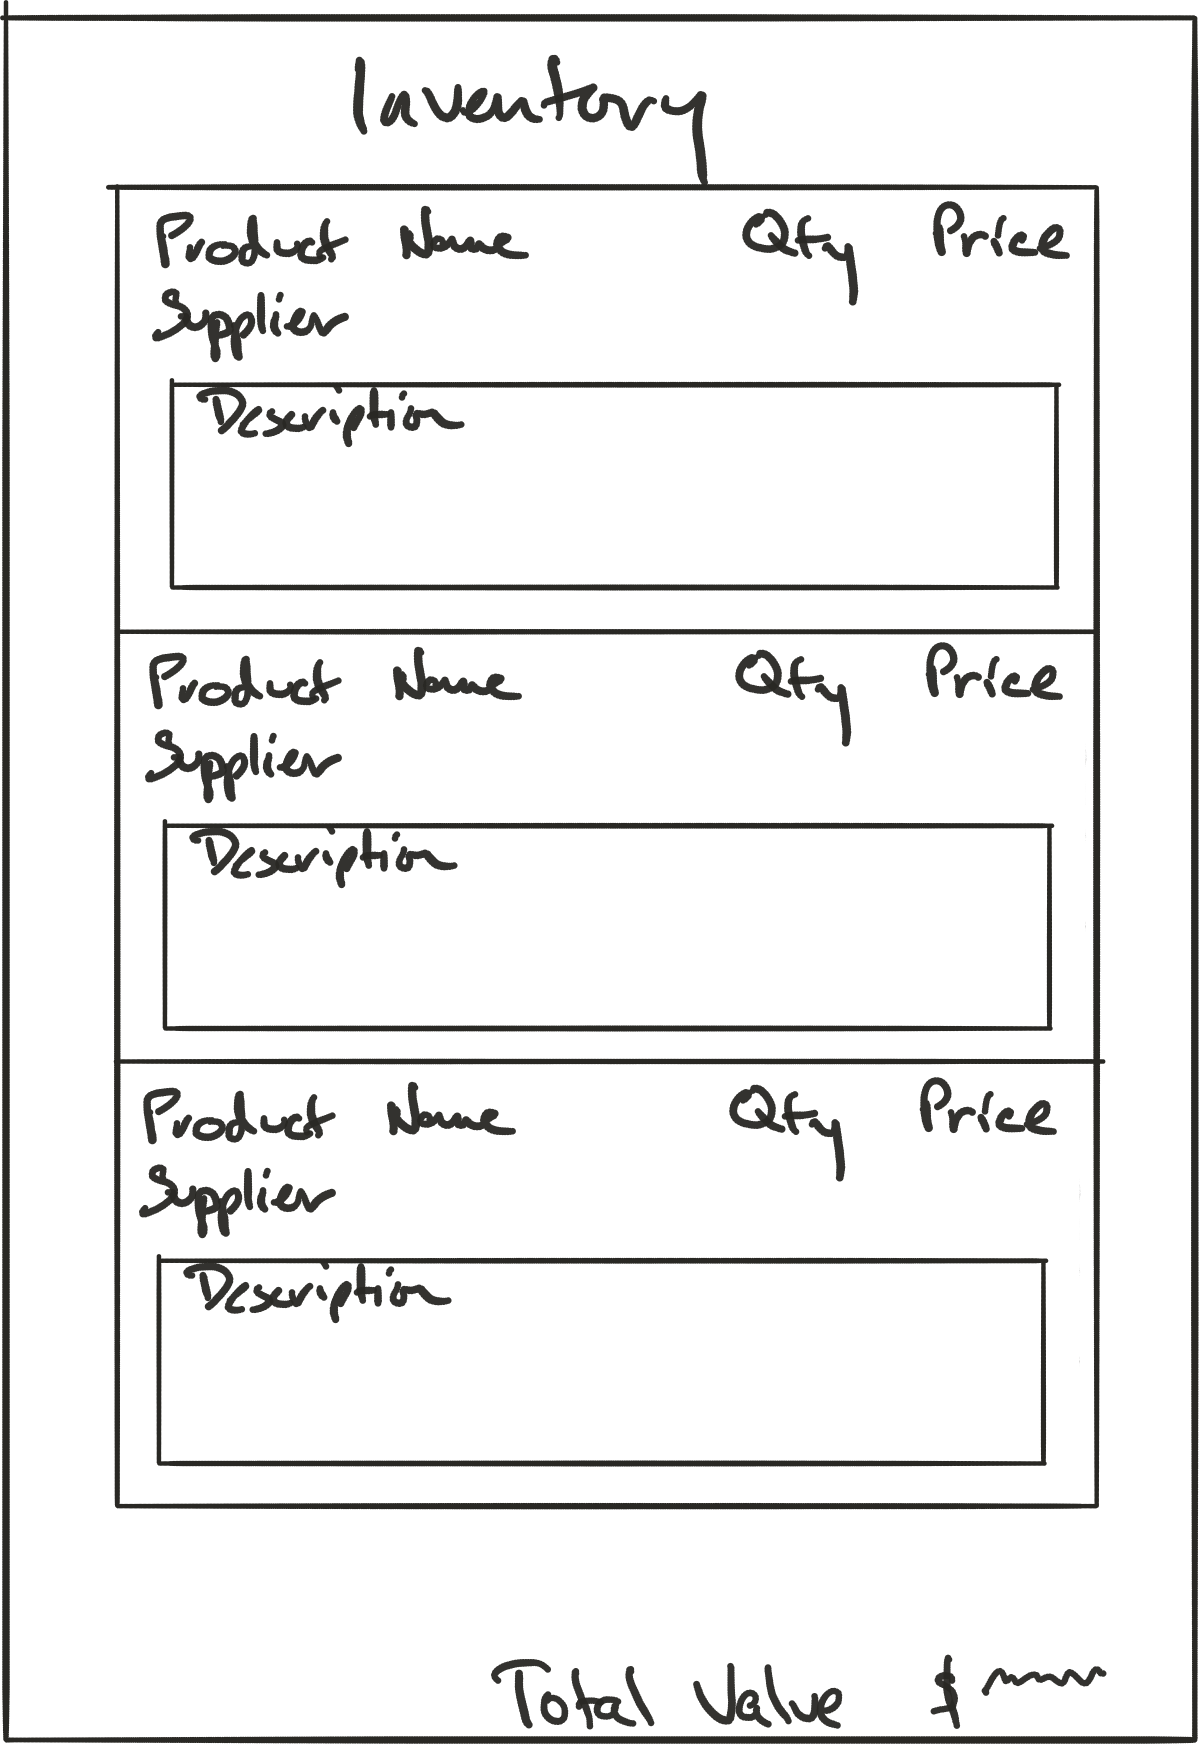 Inventory
Product Name Qty Price
Supplier
Description
Product Name Qty Price
Supplier
Description
Product Name Qty Price
Supplier
Description
Total Value $